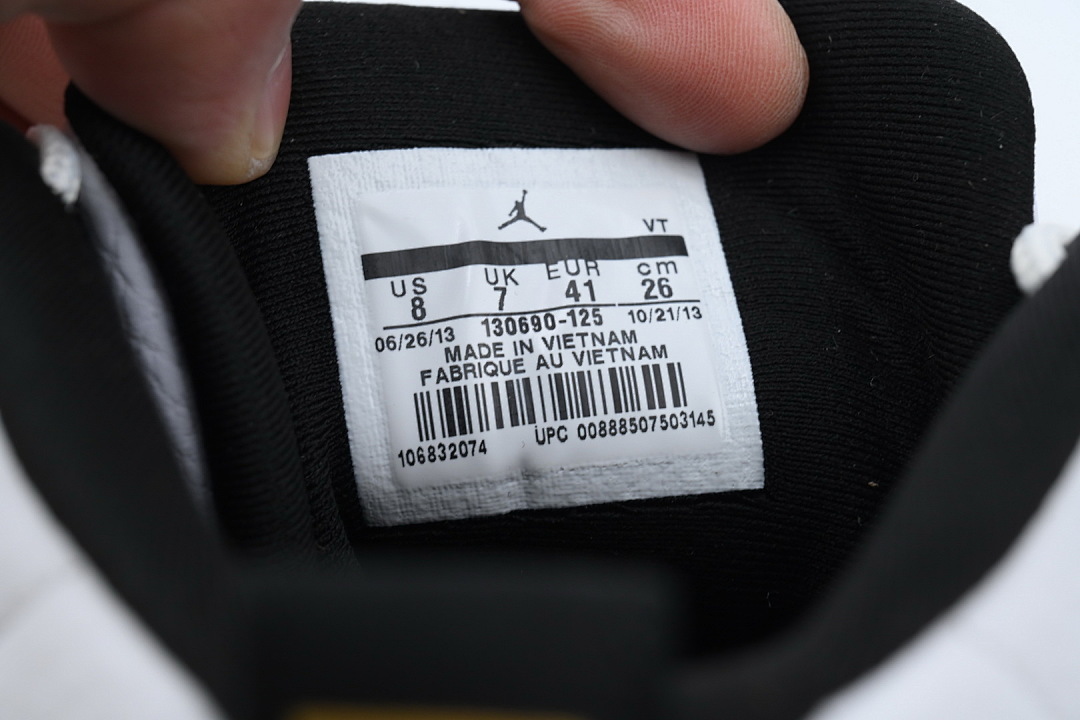 VT
US UK EUR cm
8 7 41 26
06/26/13 130690-125 10/21/13
MADE IN VIETNAM
FABRIQUE AU VIETNAM
106832074 UPC 00888507503145